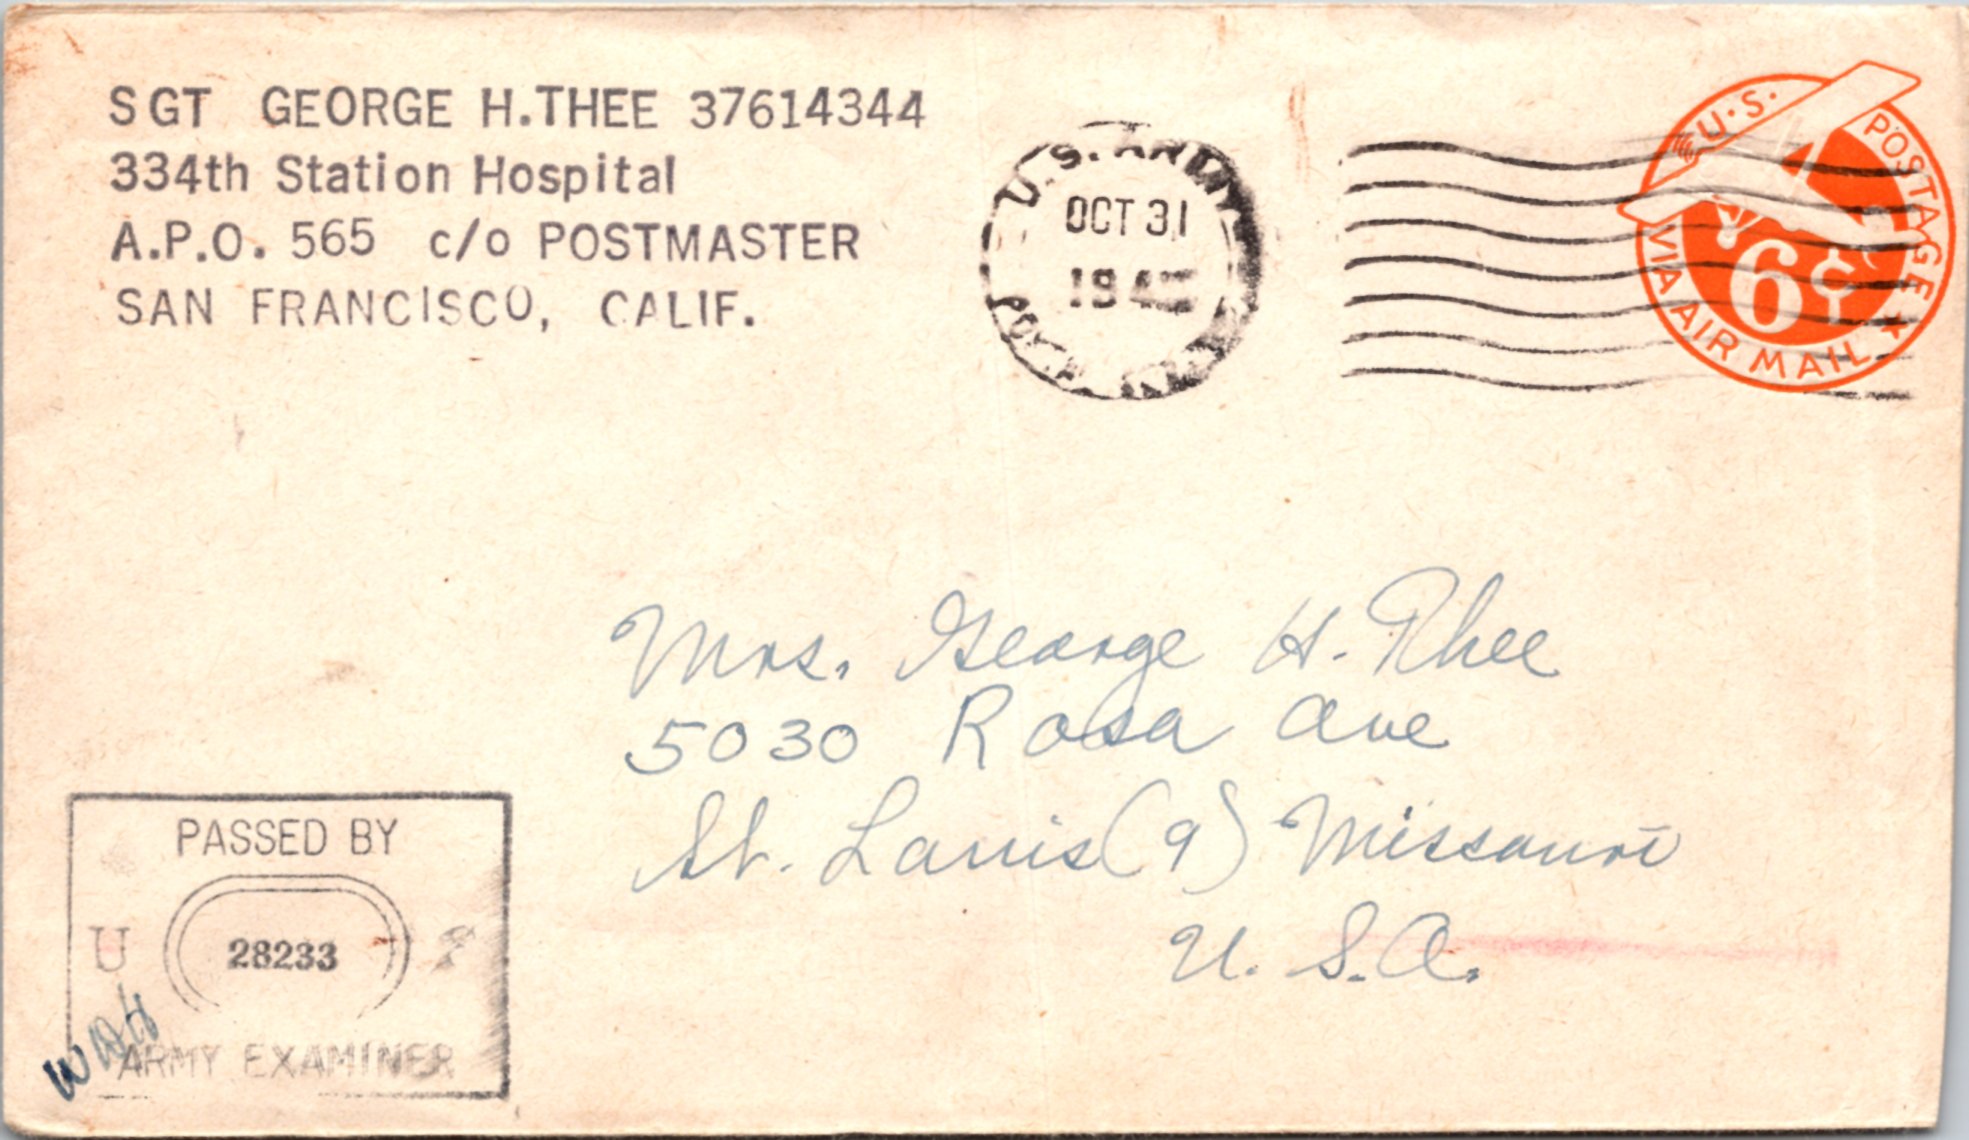 SGT GEORGE H.THEE 37614344
334th Station Hospital
A.P.O. 565 c/o POSTMASTER
SAN FRANCISCO, CALIF.
U.S. ARMY
OCT 31
U.S. POSTAGE
6¢
VIA AIR MAIL
Mrs. George H. Thee
5030 Rosa Ave
St. Louis (9) Missouri
U. S. A.
PASSED BY
U
28233
ARMY EXAMINER